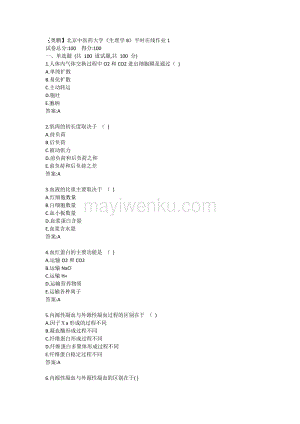 [奥鹏】北京中医药大学《生理学B》平时在线作业1
试卷总分:100 得分:100
一、单选题 (共 100 道试题,共 100 分)
1.人体内气体交换过程中O2和CO2进出细胞膜是通过（ ）
A.单纯扩散
B.易化扩散
C.主动转运
D.胞吐
E.胞吞
答案:A
2.肌肉的初长度取决于（ ）
A.前负荷
B.后负荷
C.被动张力
D.前负荷和后负荷之和
E.前负荷和后负荷之差
答案:A
3.血液的比重主要取决于（ ）
A.红细胞数量
B.白细胞数量
C.血小板数量
D.血浆蛋白含量
E.血浆含水量
答案:A
mayiwenku.com
4.血红蛋白的主要功能是（ ）
A.运输 O2 和 CO2
B.运输 NaCl
C.运输 H+
D.运输营养物质
E.运输各种离子
答案:A
5.内源性凝血与外源性凝血过程的区别在于（ ）
A.因子 X a 形成的过程不同
B.凝血酶形成过程不同
C.纤维蛋白形成过程不同
D.纤维蛋白多聚体形成过程不同
E.纤维蛋白稳定过程不同
答案:A
6.内源性凝血与外源性凝血的区别在于( )